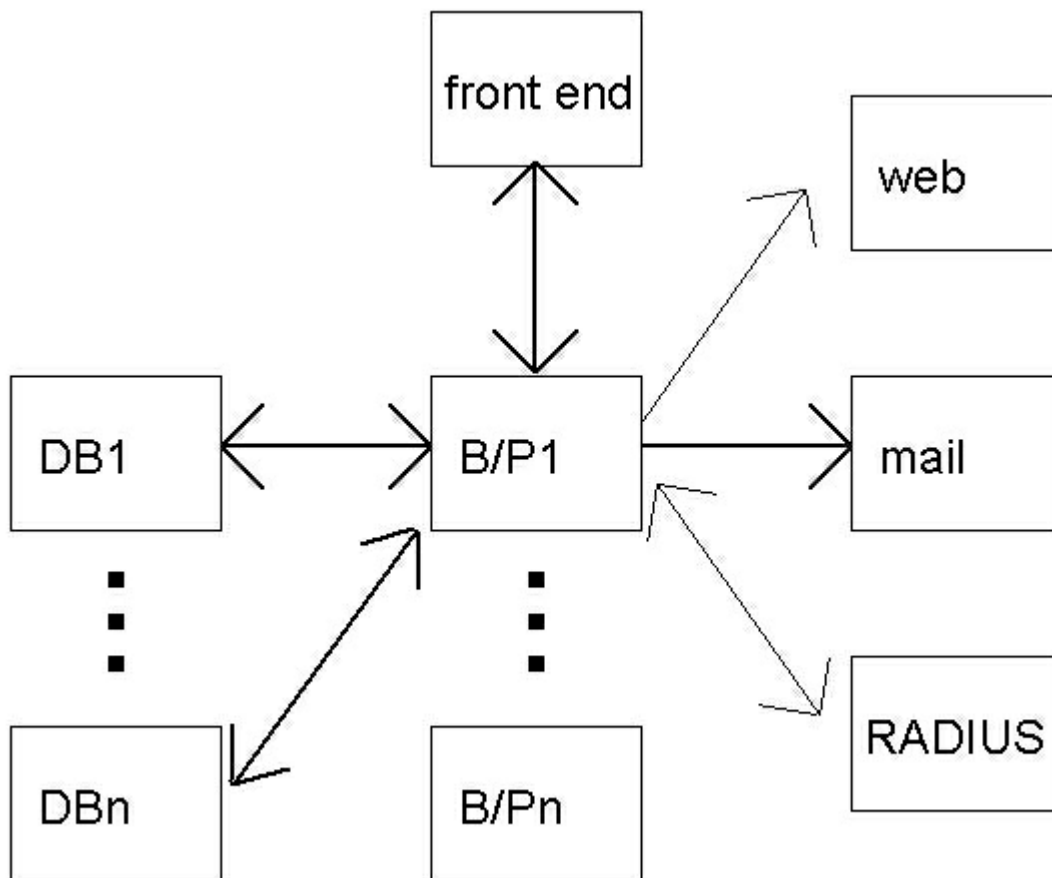 front end
web
DB1
B/P1
mail
RADIUS
DBn
B/Pn